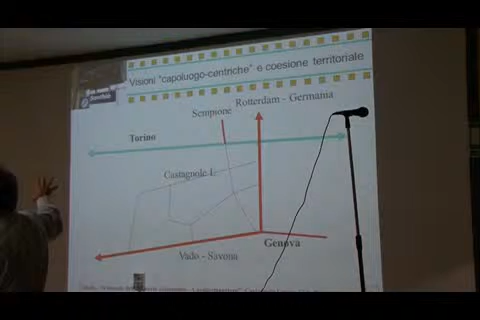 Visioni "capoluogo-centriche" e coesione territoriale
Rotterdam - Germania
Sempione
Torino
Castagnole L.
Genova
Vado - Savona